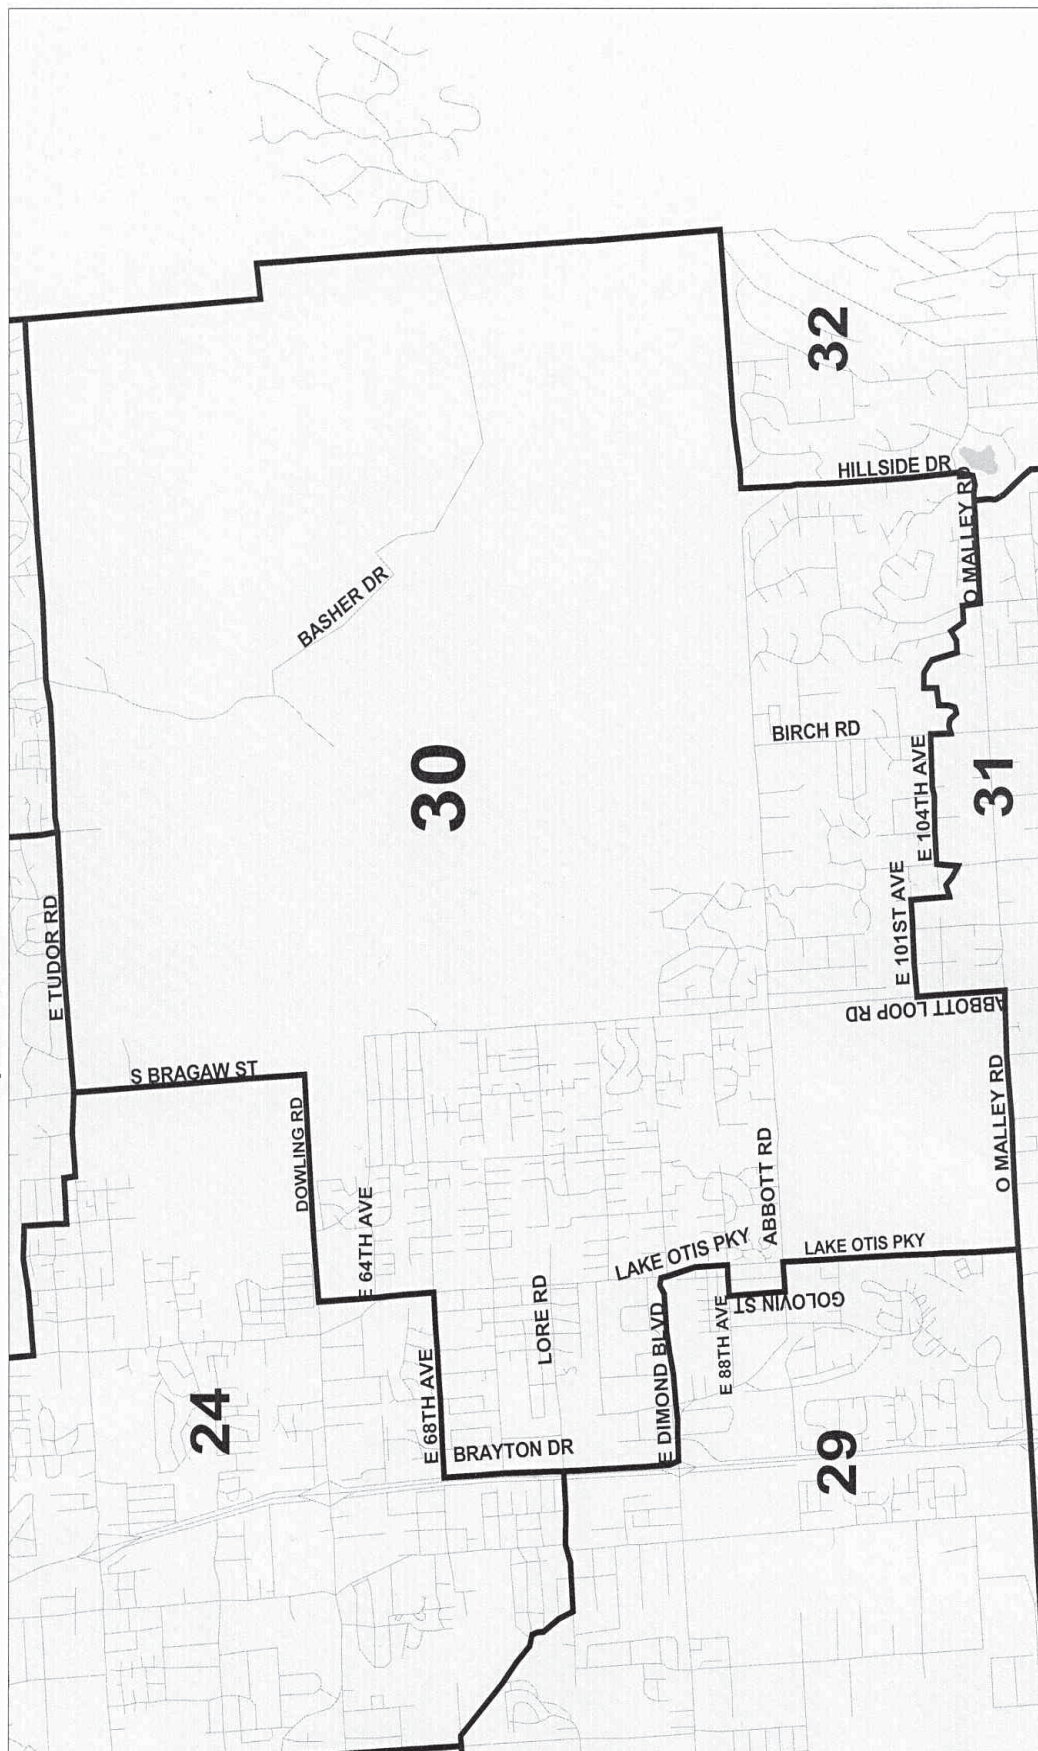 32
HILLSIDE DR
O MALLEY RD
BASHER DR
BIRCH RD
30
E 104TH AVE
31
E 101ST AVE
E TUDOR RD
ABBOTT LOOP RD
S BRAGAW ST
DOWLING RD
O MALLEY RD
ABBOTT RD
E 64TH AVE
LAKE OTIS PKY
LAKE OTIS PKY
LORE RD
GOLOVIN ST
E 88TH AVE
E DIMOND BLVD
E 68TH AVE
24
BRAYTON DR
29